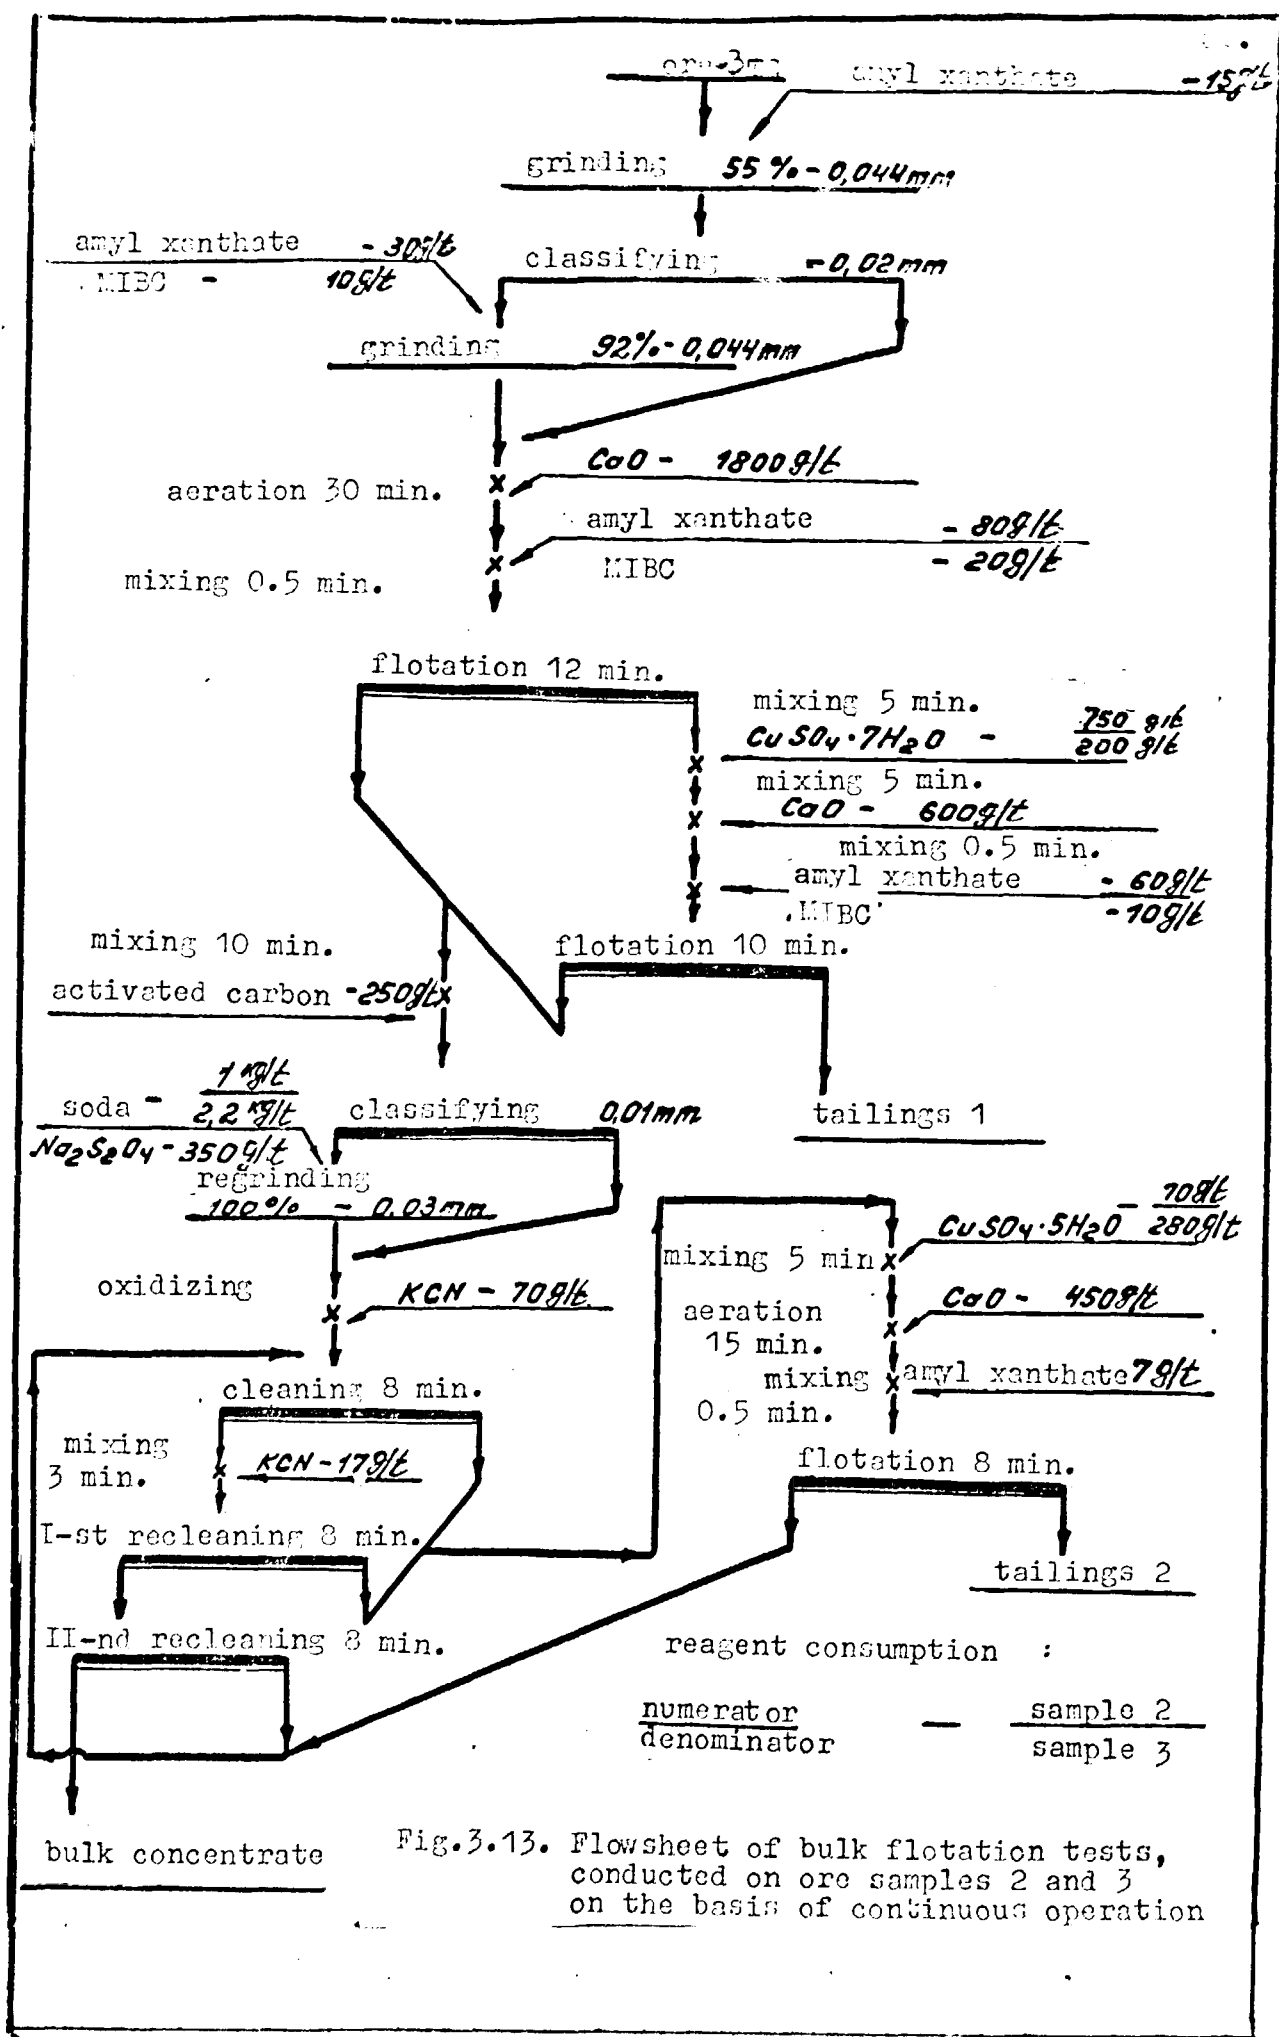 amyl xanthate - 15g/t
grinding 55 % - 0,044mm
amyl xanthate - 30g/t
MIBC - 10g/t
classifying - 0,02mm
grinding 92% - 0,044mm
CaO - 1800g/t
aeration 30 min.
amyl xanthate - 80g/t
MIBC - 20g/t
mixing 0.5 min.
flotation 12 min.
mixing 5 min.
CuSO₄·7H₂O - 750 g/t
200 g/t
mixing 5 min.
CaO - 600g/t
mixing 0.5 min.
amyl xanthate - 60g/t
MIBC - 10g/t
mixing 10 min.
flotation 10 min.
activated carbon - 250g/t
soda - 1 kg/t
2,2 kg/t
classifying 0,01mm
tailings 1
Na₂S₂O₄ - 350g/t
regrinding
100% - 0.03mm
CuSO₄·5H₂O - 70g/t
280g/t
mixing 5 min
oxidizing
KCN - 70g/t
CaO - 450g/t
aeration
15 min.
cleaning 8 min.
mixing
0.5 min.
amyl xanthate 7g/t
mixing
3 min.
KCN - 17g/t
flotation 8 min.
I-st recleaning 8 min.
tailings 2
II-nd recleaning 8 min.
reagent consumption :
numerator — sample 2
denominator sample 3
bulk concentrate
Fig.3.13. Flowsheet of bulk flotation tests,
conducted on ore samples 2 and 3
on the basis of continuous operation